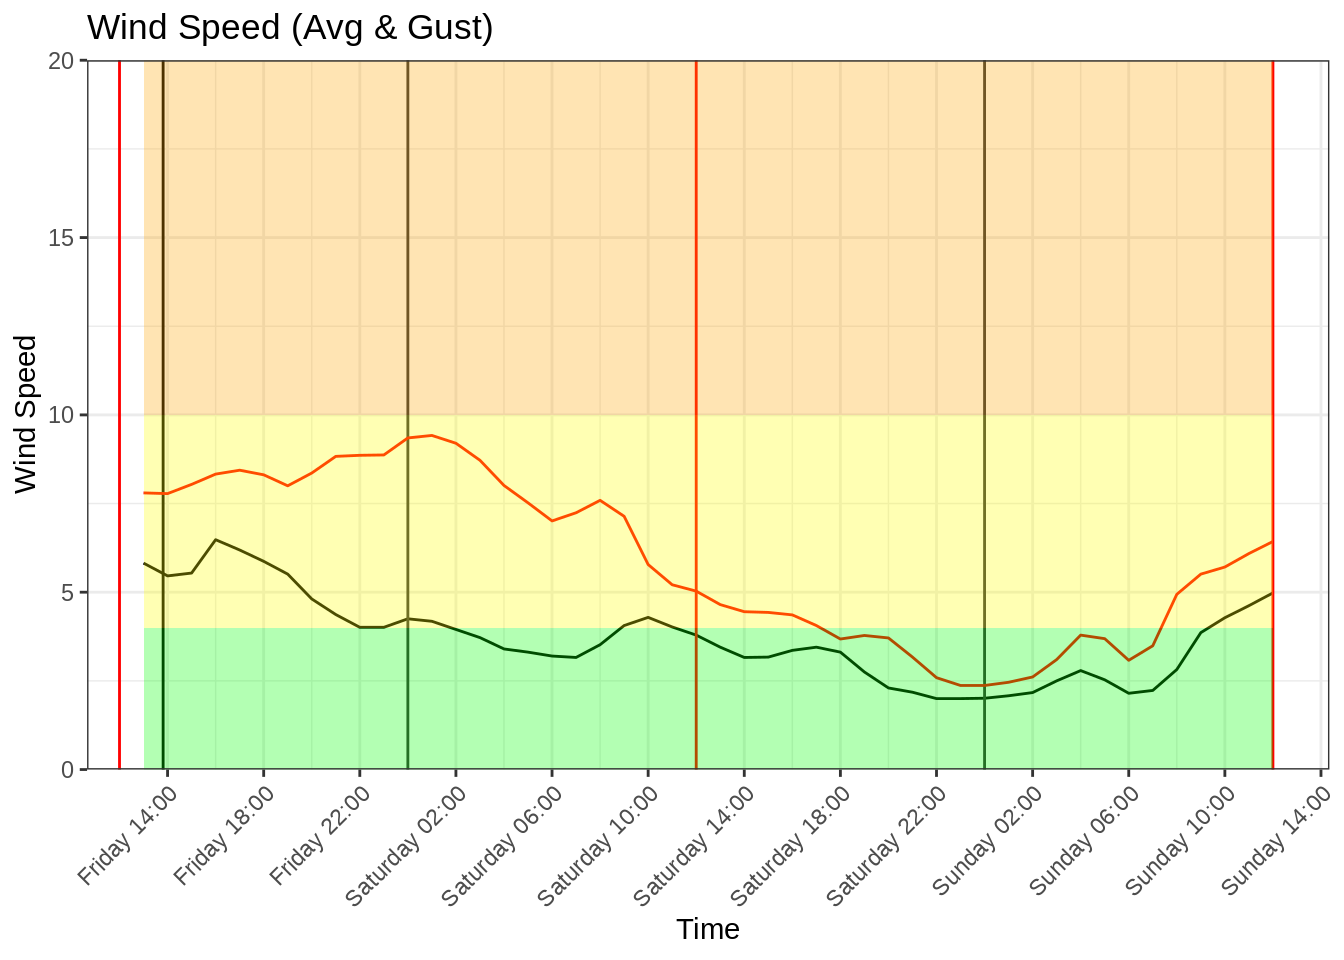 Wind Speed (Avg & Gust)
Wind Speed
20
15
10
5
0
Friday 14:00
Friday 18:00
Friday 22:00
Saturday 02:00
Saturday 06:00
Saturday 10:00
Saturday 14:00
Saturday 18:00
Saturday 22:00
Sunday 02:00
Sunday 06:00
Sunday 10:00
Sunday 14:00
Time